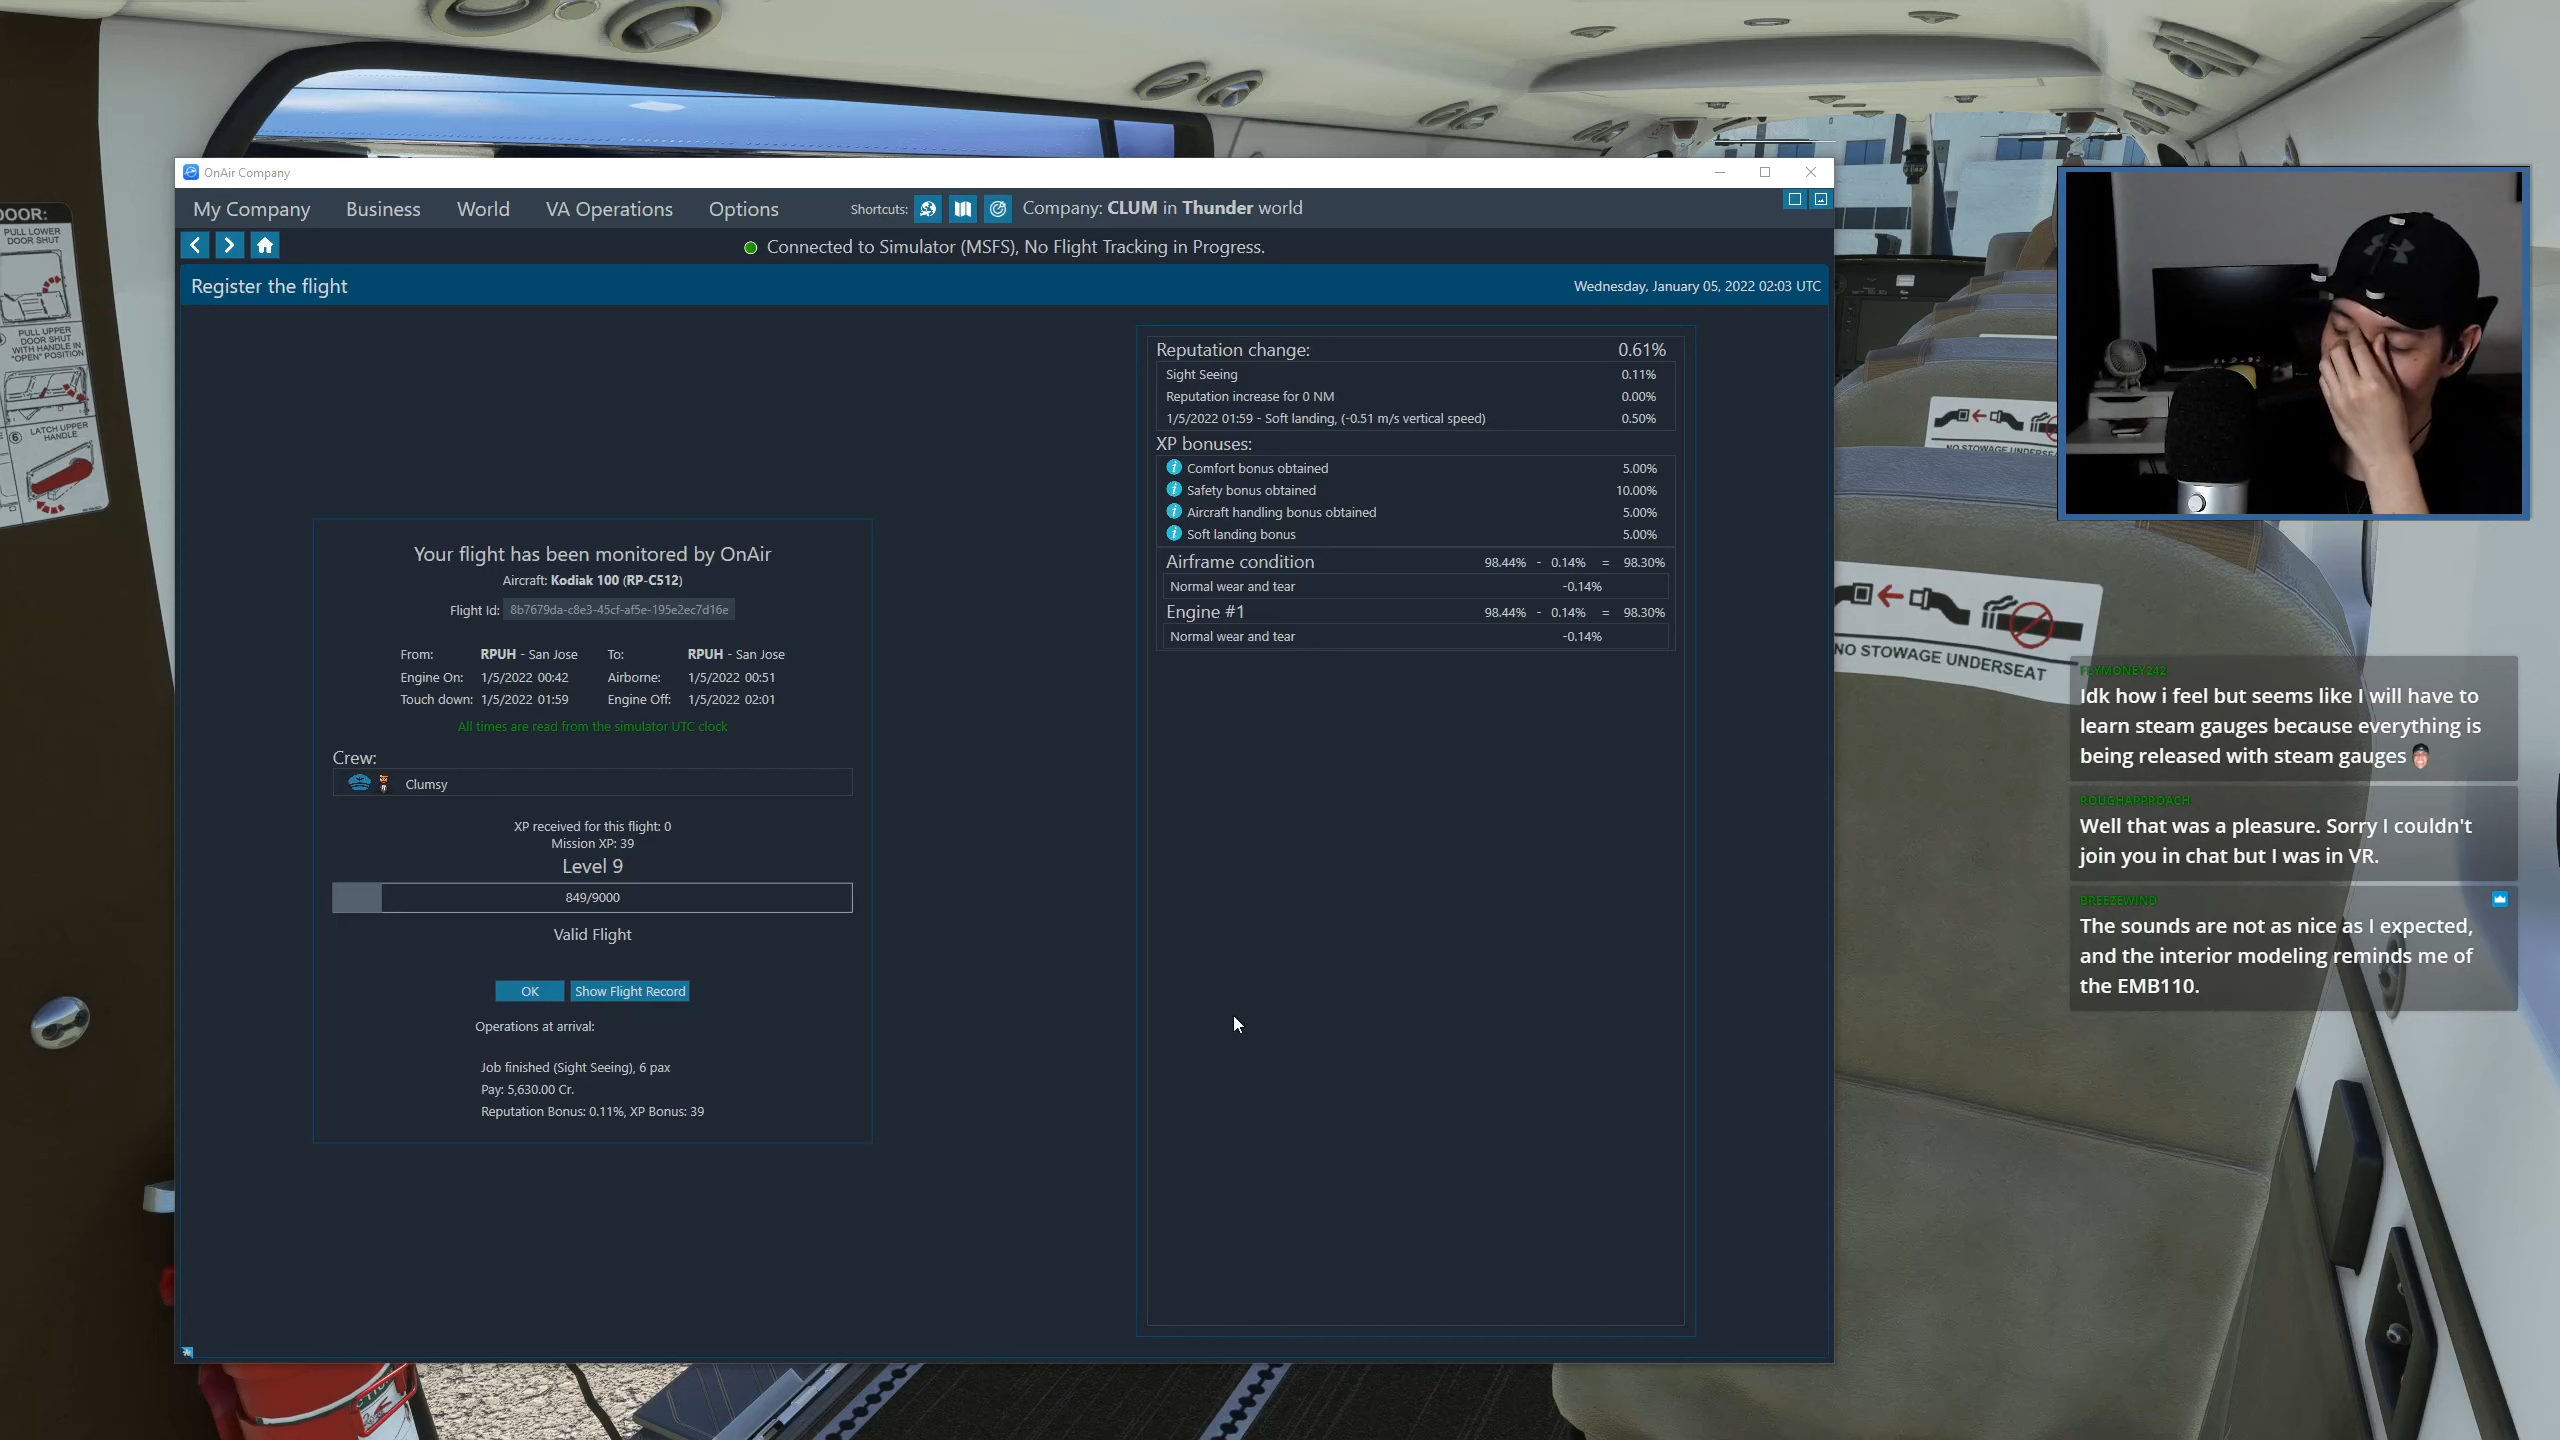 OOR:
PULL LOWER
DOOR SHUT
PULL UPPER
DOOR SHUT
WITH HANDLE IN
"OPEN" POSITION
6 LATCH UPPER
HANDLE
OnAir Company
My Company Business World VA Operations Options Shortcuts: Company: CLUM in Thunder world
Connected to Simulator (MSFS), No Flight Tracking in Progress.
Register the flight Wednesday, January 05, 2022 02:03 UTC
Your flight has been monitored by OnAir
Aircraft: Kodiak 100 (RP-C512)
Flight Id: 8b7679da-c8e3-45cf-af5e-195e2ec7d16e
From: RPUH - San Jose To: RPUH - San Jose
Engine On: 1/5/2022 00:42 Airborne: 1/5/2022 00:51
Touch down: 1/5/2022 01:59 Engine Off: 1/5/2022 02:01
All times are read from the simulator UTC clock
Crew:
Clumsy
XP received for this flight: 0
Mission XP: 39
Level 9
849/9000
Valid Flight
OK Show Flight Record
Operations at arrival:
Job finished (Sight Seeing), 6 pax
Pay: 5,630.00 Cr.
Reputation Bonus: 0.11%, XP Bonus: 39
Reputation change: 0.61%
Sight Seeing 0.11%
Reputation increase for 0 NM 0.00%
1/5/2022 01:59 - Soft landing, (-0.51 m/s vertical speed) 0.50%
XP bonuses:
Comfort bonus obtained 5.00%
Safety bonus obtained 10.00%
Aircraft handling bonus obtained 5.00%
Soft landing bonus 5.00%
Airframe condition 98.44% - 0.14% = 98.30%
Normal wear and tear -0.14%
Engine #1 98.44% - 0.14% = 98.30%
Normal wear and tear -0.14%
NO STOWAGE UNDERSE
NO STOWAGE UNDERSEAT
FLYMONEY242
Idk how i feel but seems like I will have to
learn steam gauges because everything is
being released with steam gauges
ROUGHAPPROACH
Well that was a pleasure. Sorry I couldn't
join you in chat but I was in VR.
BREEZEWIND
The sounds are not as nice as I expected,
and the interior modeling reminds me of
the EMB110.